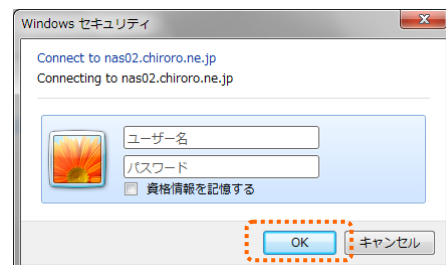 Windows セキュリティ
Connect to nas02.chiroro.ne.jp
Connecting to nas02.chiroro.ne.jp
ユーザー名
パスワード
資格情報を記憶する
OK
キャンセル